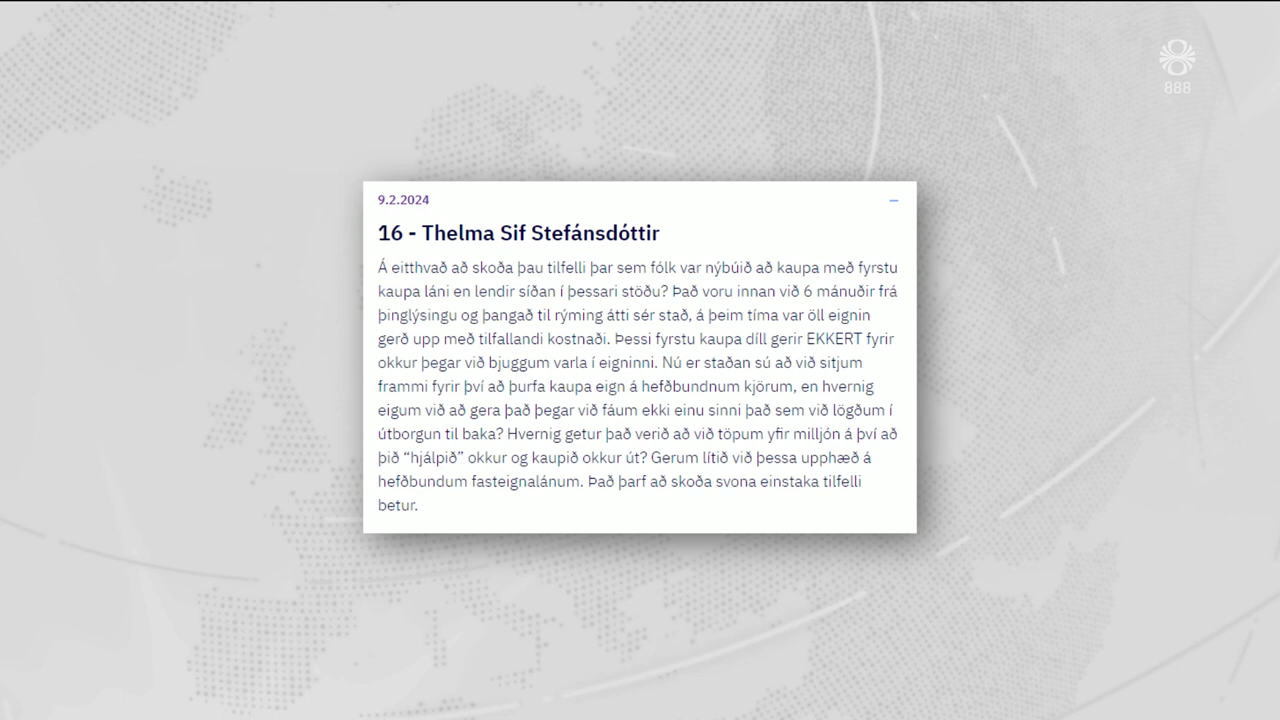 888
9.2.2024
16 - Thelma Sif Stefánsdóttir
Á eitthvað að skoða þau tilfelli þar sem fólk var nýbúið að kaupa með fyrstu
kaupa láni en lendir síðan í þessari stöðu? Það voru innan við 6 mánuðir frá
þinglýsingu og þangað til rýming átti sér stað, á þeim tíma var öll eignin
gerð upp með tilfallandi kostnaði. Þessi fyrstu kaupa díll gerir EKKERT fyrir
okkur þegar við bjuggum varla í eigninni. Nú er staðan sú að við sitjum
frammi fyrir því að þurfa kaupa eign á hefðbundnum kjörum, en hvernig
eigum við að gera það þegar við fáum ekki einu sinni það sem við lögðum í
útborgun til baka? Hvernig getur það verið að við töpum yfir milljón á því að
þið “hjálpið” okkur og kaupið okkur út? Gerum lítið við þessa upphæð á
hefðbundum fasteignalánum. Það þarf að skoða svona einstaka tilfelli
betur.